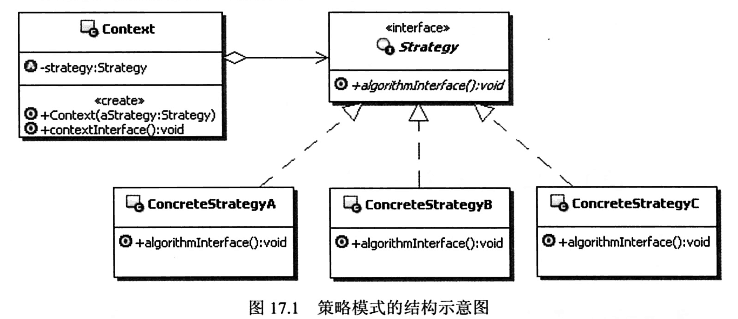 Context
-strategy:Strategy
«create»
+Context(aStrategy:Strategy)
+contextInterface():void
«interface»
Strategy
+algorithmInterface():void
ConcreteStrategyA
+algorithmInterface():void
ConcreteStrategyB
+algorithmInterface():void
ConcreteStrategyC
+algorithmInterface():void
图 17.1 策略模式的结构示意图